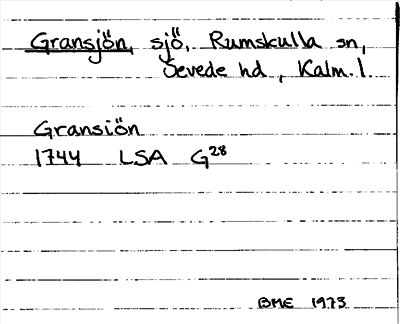 Gransjön, sjö, Rumskulla sn,
Sevede hd, Kalm. l.
Gransiön
1744 LSA G28
BME 1973